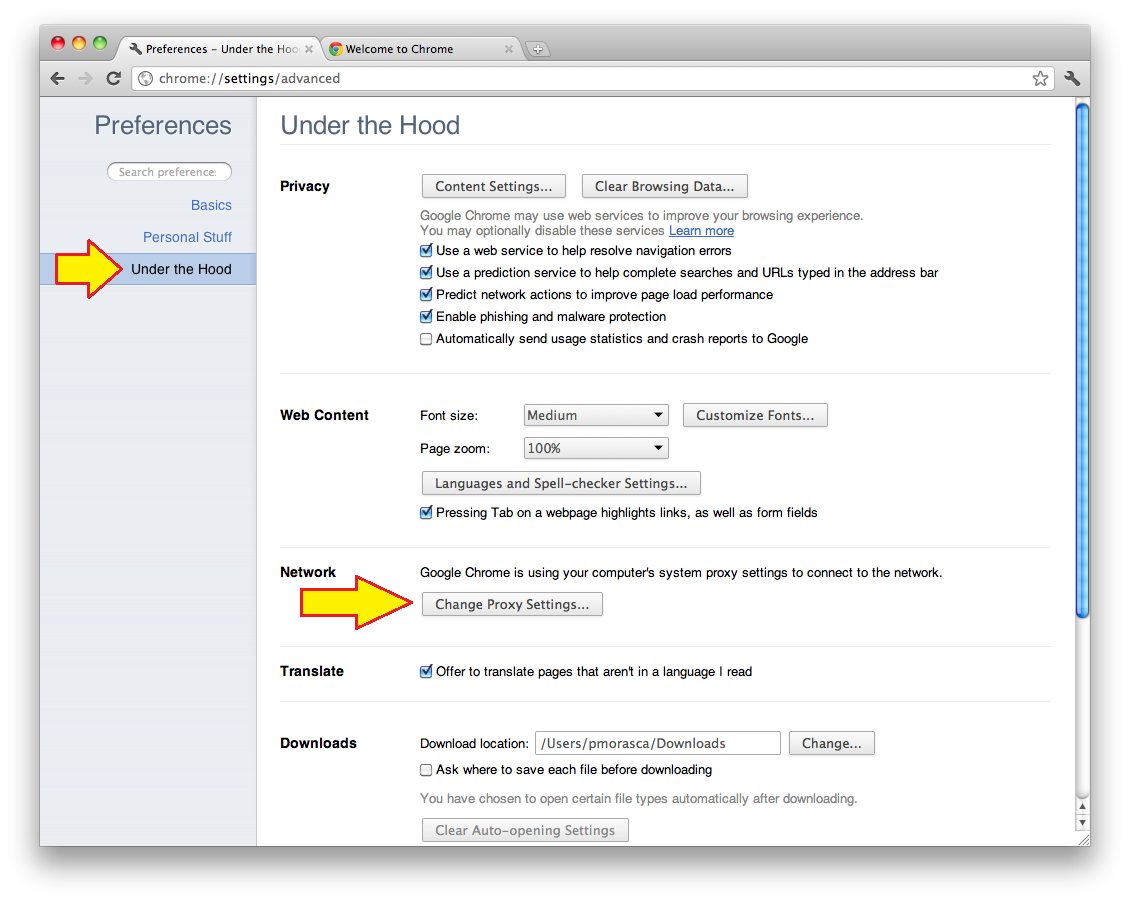 Preferences – Under the Hoo
Welcome to Chrome
chrome://settings/advanced
Preferences
Search preference:
Basics
Personal Stuff
Under the Hood
Under the Hood
Privacy
Content Settings... Clear Browsing Data...
Google Chrome may use web services to improve your browsing experience.
You may optionally disable these services Learn more
Use a web service to help resolve navigation errors
Use a prediction service to help complete searches and URLs typed in the address bar
Predict network actions to improve page load performance
Enable phishing and malware protection
Automatically send usage statistics and crash reports to Google
Web Content
Font size: Medium Customize Fonts...
Page zoom: 100%
Languages and Spell-checker Settings...
Pressing Tab on a webpage highlights links, as well as form fields
Network
Google Chrome is using your computer's system proxy settings to connect to the network.
Change Proxy Settings...
Translate
Offer to translate pages that aren't in a language I read
Downloads
Download location: /Users/pmorasca/Downloads Change...
Ask where to save each file before downloading
You have chosen to open certain file types automatically after downloading.
Clear Auto-opening Settings